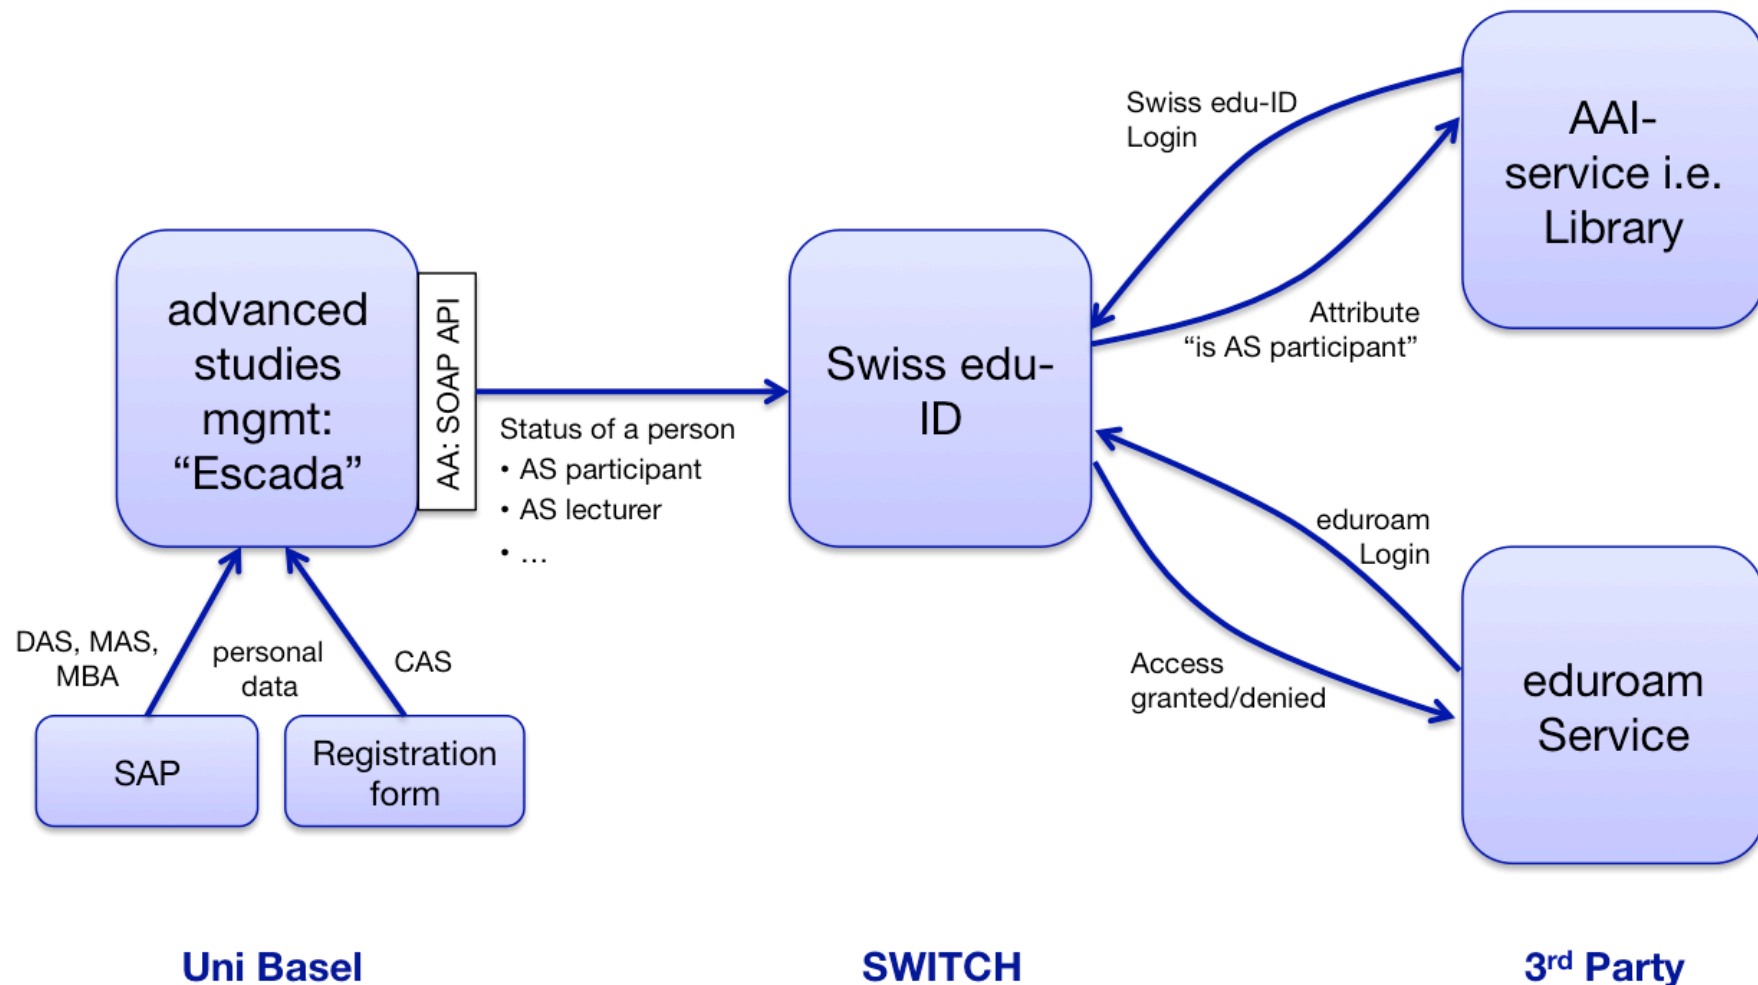 advanced
studies
mgmt:
“Escada”
AA: SOAP API
Status of a person
• AS participant
• AS lecturer
• ...
DAS, MAS,
MBA
personal
data
CAS
SAP
Registration
form
Uni Basel
Swiss edu-
ID
SWITCH
Swiss edu-ID
Login
Attribute
“is AS participant”
eduroam
Login
Access
granted/denied
AAI-
service i.e.
Library
eduroam
Service
3rd Party